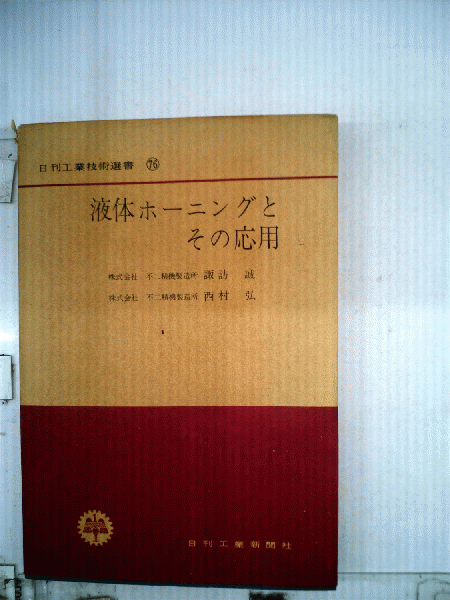 日刊工業技術選書 76
液体ホーニングと
その応用
株式会社 不二精機製造所 諏訪 誠
株式会社 不二精機製造所 西村 弘
日刊工業新聞社